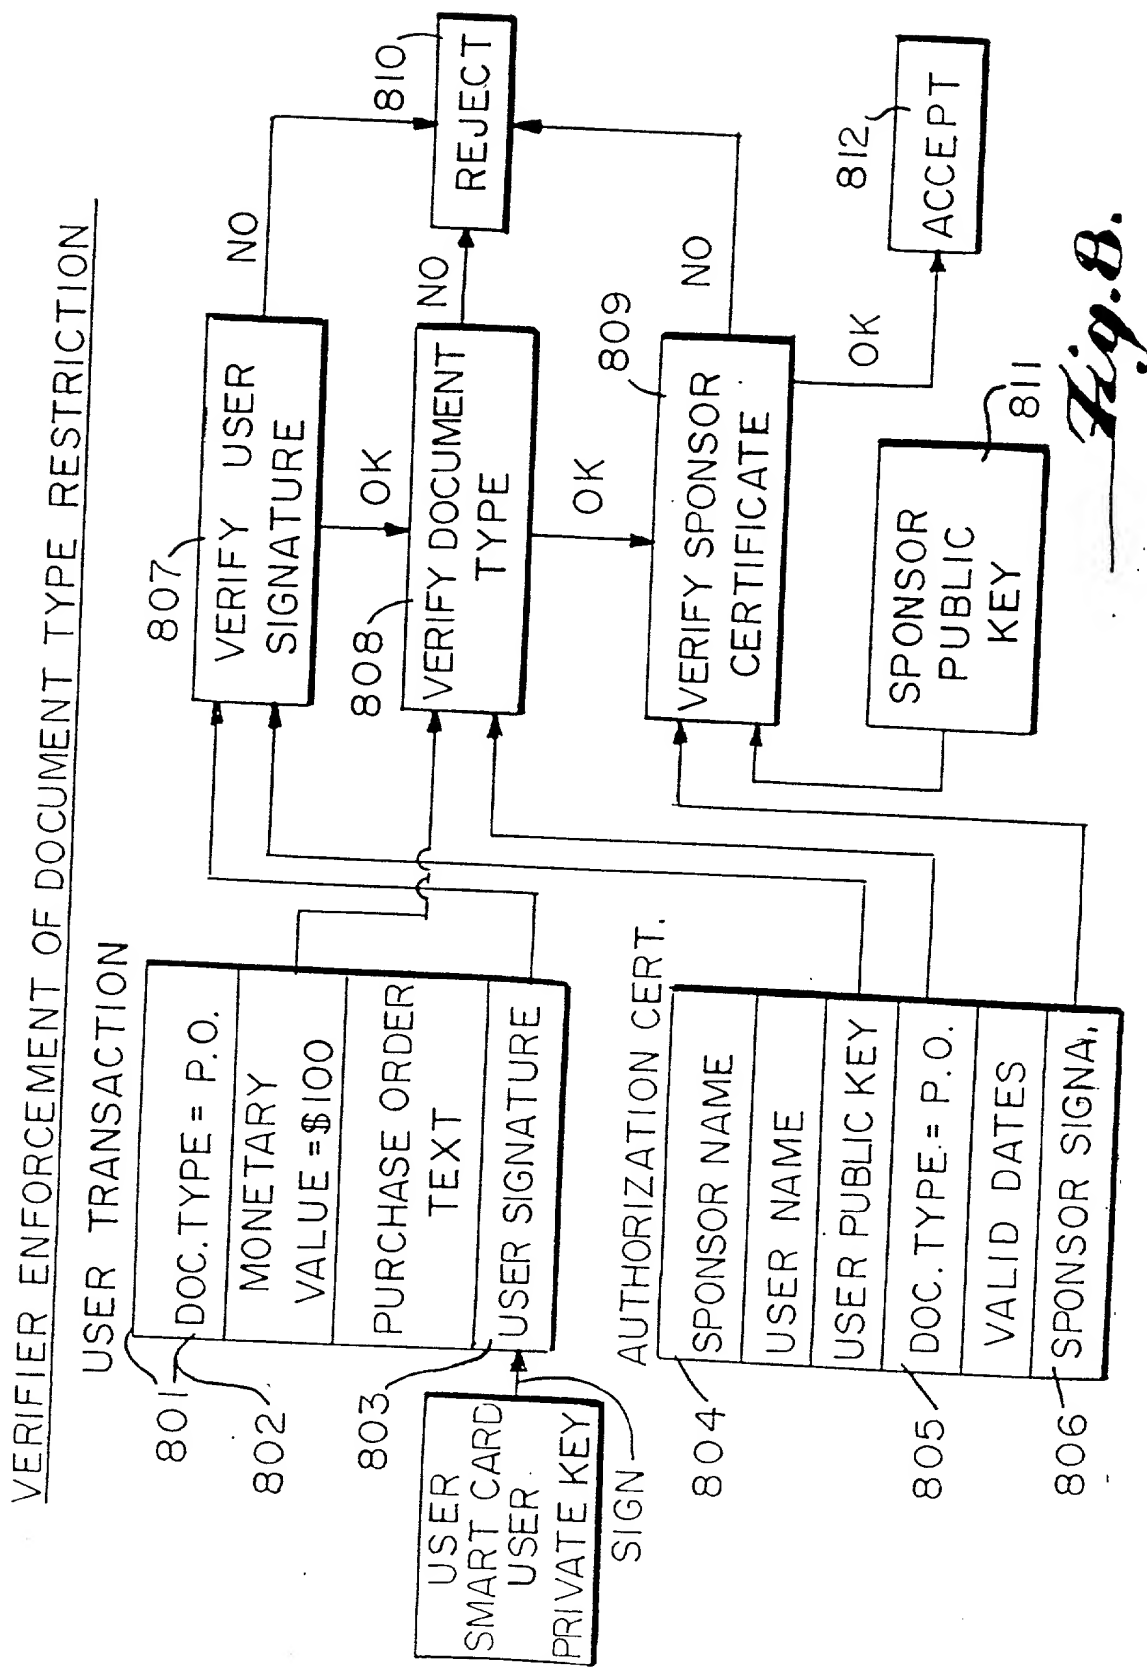 VERIFIER ENFORCEMENT OF DOCUMENT TYPE RESTRICTION
USER TRANSACTION
801
802
DOC.TYPE = P.O.
MONETARY
VALUE = $100
PURCHASE ORDER
TEXT
803
USER SIGNATURE
USER
SMART CARD
USER
PRIVATE KEY
SIGN
AUTHORIZATION CERT.
804
SPONSOR NAME
USER NAME
USER PUBLIC KEY
805
DOC. TYPE. = P.O.
VALID DATES
806
SPONSOR SIGNA.
807
VERIFY USER
SIGNATURE
NO
OK
808
VERIFY DOCUMENT
TYPE
NO
OK
809
VERIFY SPONSOR
CERTIFICATE
NO
OK
810
REJECT
SPONSOR
PUBLIC
KEY
811
812
ACCEPT
Fig. 8.